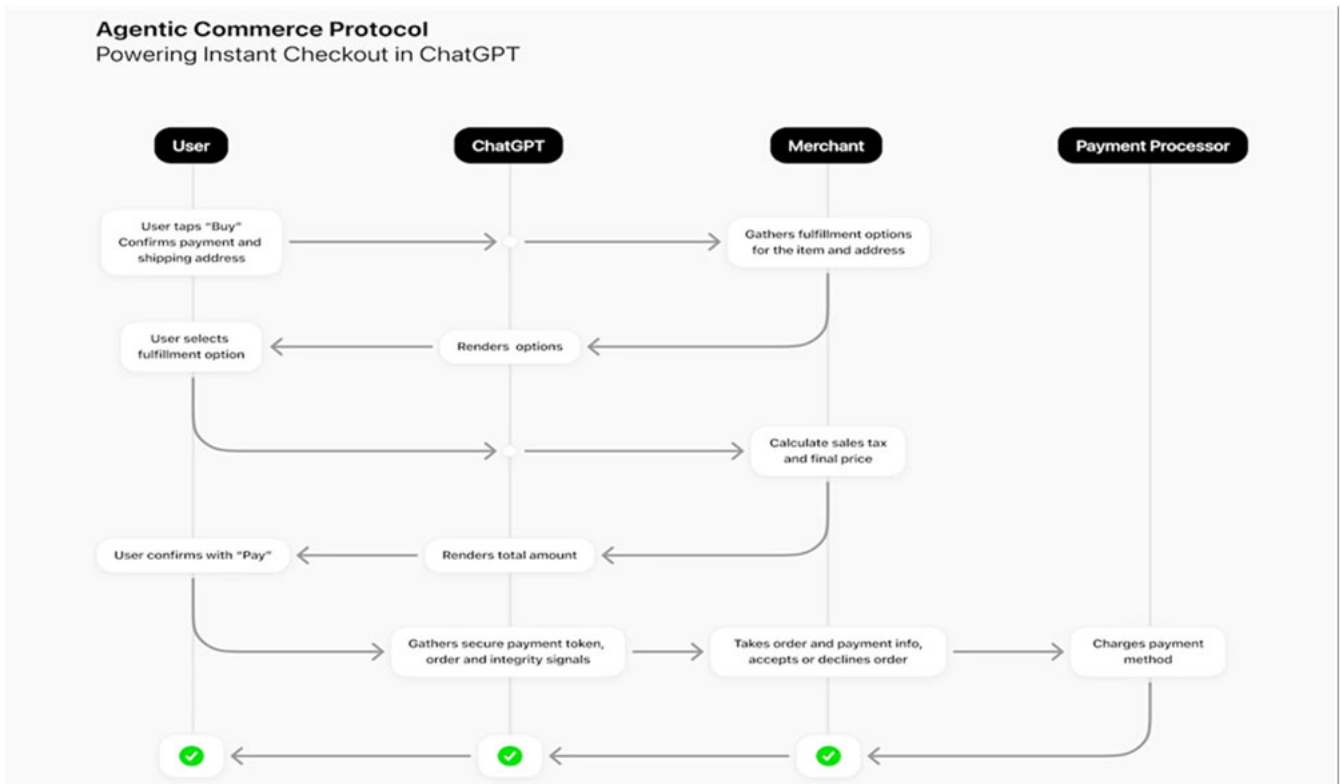 Agentic Commerce Protocol
Powering Instant Checkout in ChatGPT
User
ChatGPT
Merchant
Payment Processor
User taps “Buy”
Confirms payment and
shipping address
Gathers fulfillment options
for the item and address
User selects
fulfillment option
Renders options
Calculate sales tax
and final price
User confirms with “Pay”
Renders total amount
Gathers secure payment token,
order and integrity signals
Takes order and payment info,
accepts or declines order
Charges payment
method